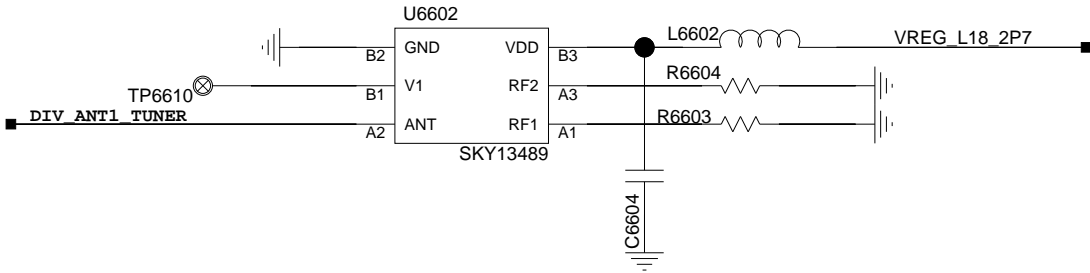 U6602
L6602
VREG_L18_2P7
B2 GND VDD B3
R6604
TP6610
B1 V1 RF2 A3
DIV_ANT1_TUNER
R6603
A2 ANT RF1 A1
SKY13489
C6604